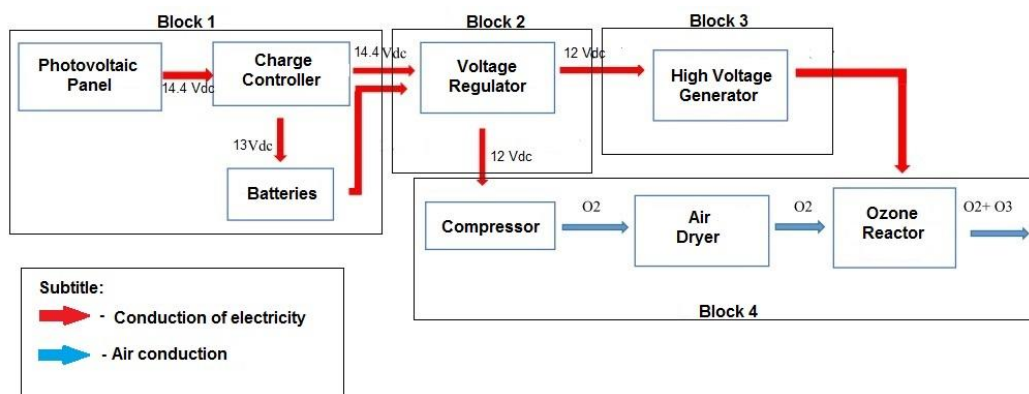 Block 1
Block 2
Block 3
Photovoltaic
Panel
14.4 Vdc
Charge
Controller
14.4 Vdc
Voltage
Regulator
12 Vdc
High Voltage
Generator
13Vdc
Batteries
12 Vdc
Compressor
O2
Air
Dryer
O2
Ozone
Reactor
O2+ O3
Block 4
Subtitle:
- Conduction of electricity
- Air conduction